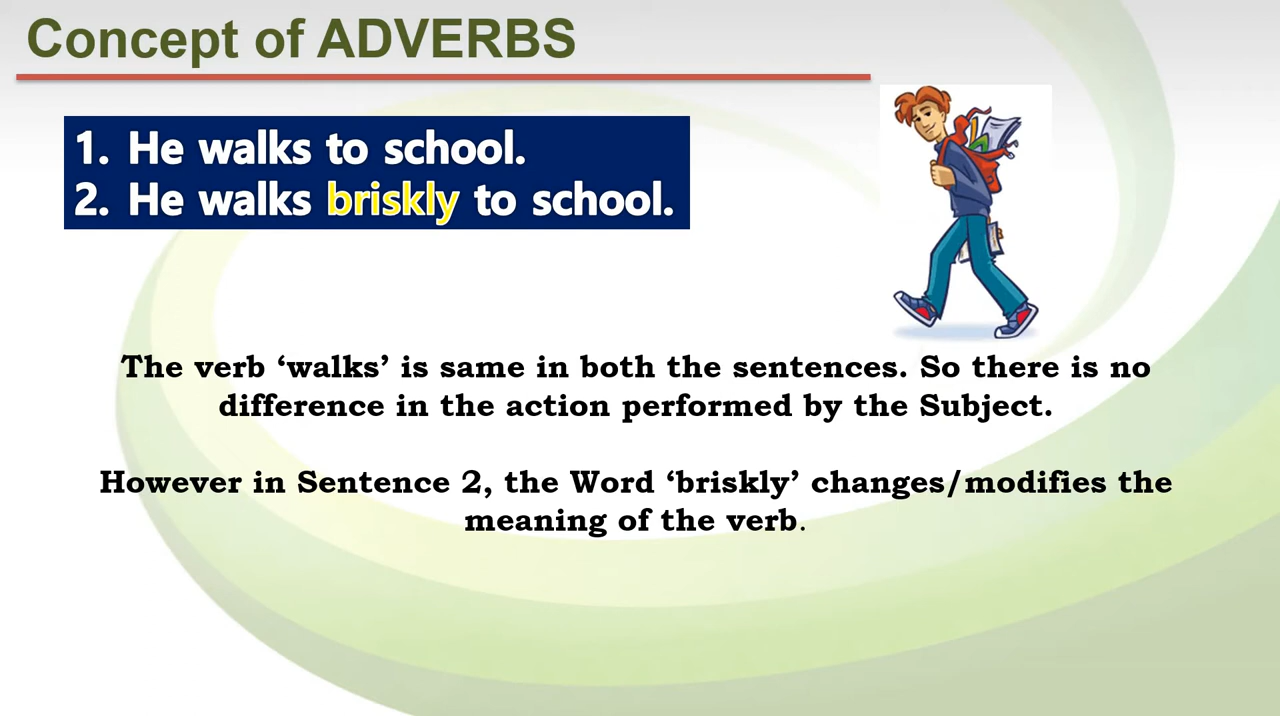 Concept of ADVERBS
1. He walks to school.
2. He walks briskly to school.
The verb ‘walks’ is same in both the sentences. So there is no
difference in the action performed by the Subject.
However in Sentence 2, the Word ‘briskly’ changes/modifies the
meaning of the verb.